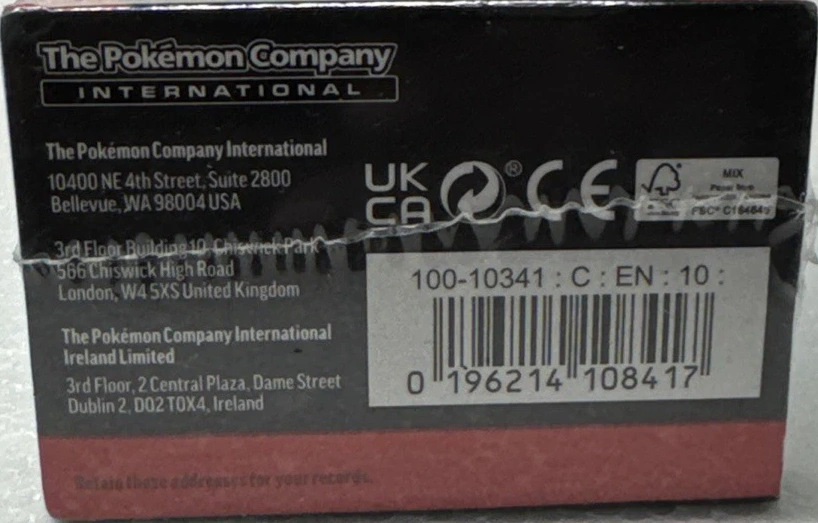 The Pokémon Company
INTERNATIONAL
The Pokémon Company International
10400 NE 4th Street, Suite 2800
Bellevue, WA 98004 USA
3rd Floor Building 10, Chiswick Park
566 Chiswick High Road
London, W4 5XS United Kingdom
The Pokémon Company International
Ireland Limited
3rd Floor, 2 Central Plaza, Dame Street
Dublin 2, D02 T0X4, Ireland
Retain these addresses for your records.
UK
CA
® CE
MIX
FSC®
100-10341 : C : EN : 10 :
0 196214 108417